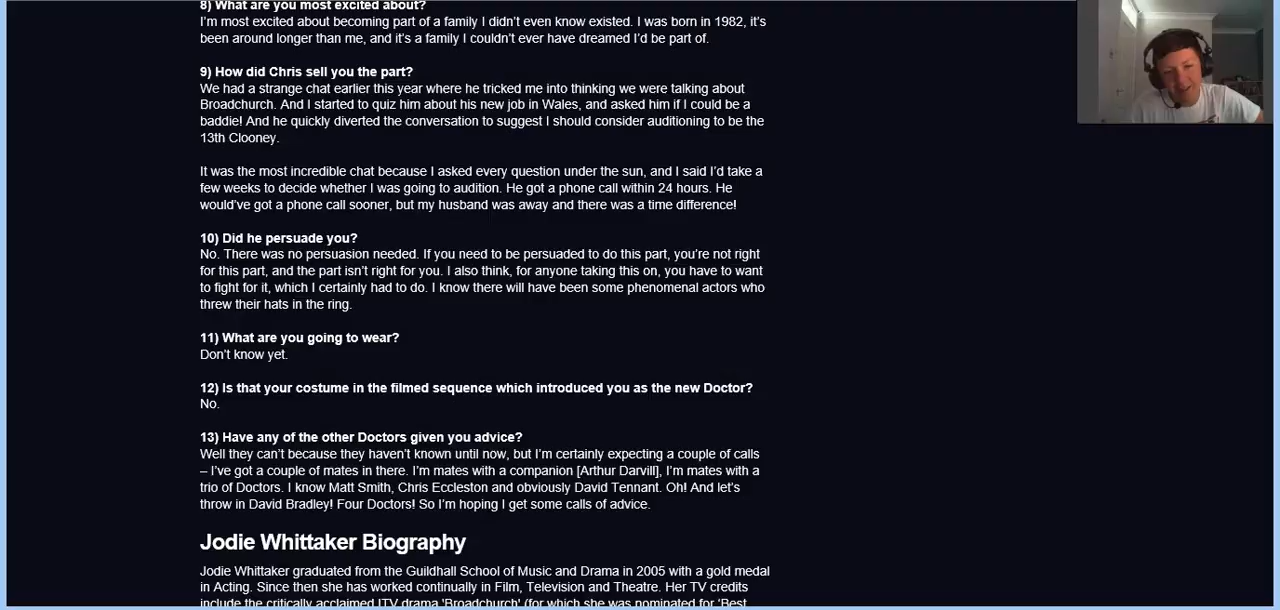 8) What are you most excited about?
I'm most excited about becoming part of a family I didn't even know existed. I was born in 1982, it's
been around longer than me, and it's a family I couldn't ever have dreamed I'd be part of.
9) How did Chris sell you the part?
We had a strange chat earlier this year where he tricked me into thinking we were talking about
Broadchurch. And I started to quiz him about his new job in Wales, and asked him if I could be a
baddie! And he quickly diverted the conversation to suggest I should consider auditioning to be the
13th Clooney.
It was the most incredible chat because I asked every question under the sun, and I said I'd take a
few weeks to decide whether I was going to audition. He got a phone call within 24 hours. He
would've got a phone call sooner, but my husband was away and there was a time difference!
10) Did he persuade you?
No. There was no persuasion needed. If you need to be persuaded to do this part, you're not right
for this part, and the part isn't right for you. I also think, for anyone taking this on, you have to want
to fight for it, which I certainly had to do. I know there will have been some phenomenal actors who
threw their hats in the ring.
11) What are you going to wear?
Don't know yet.
12) Is that your costume in the filmed sequence which introduced you as the new Doctor?
No.
13) Have any of the other Doctors given you advice?
Well they can't because they haven't known until now, but I'm certainly expecting a couple of calls
– I've got a couple of mates in there. I'm mates with a companion [Arthur Darvill], I'm mates with a
trio of Doctors. I know Matt Smith, Chris Eccleston and obviously David Tennant. Oh! And let's
throw in David Bradley! Four Doctors! So I'm hoping I get some calls of advice.
Jodie Whittaker Biography
Jodie Whittaker graduated from the Guildhall School of Music and Drama in 2005 with a gold medal
in Acting. Since then she has worked continually in Film, Television and Theatre. Her TV credits
include the critically acclaimed ITV drama 'Broadchurch' (for which she was nominated for 'Best